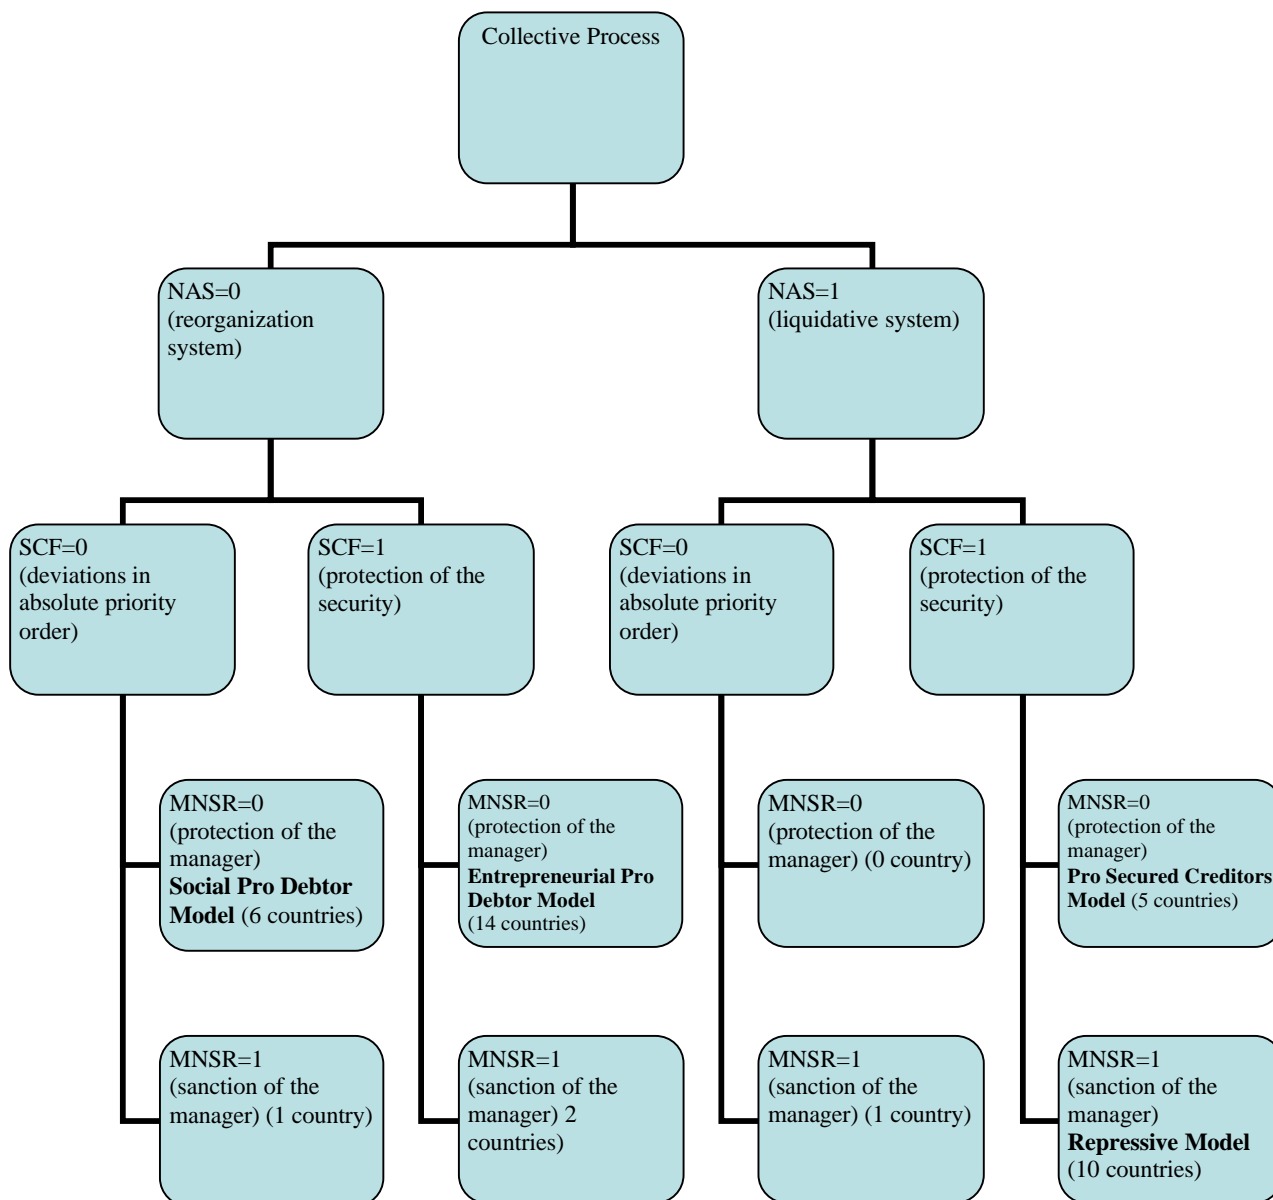 Collective Process
NAS=0
(reorganization
system)
NAS=1
(liquidative system)
SCF=0
(deviations in
absolute priority
order)
SCF=1
(protection of the
security)
SCF=0
(deviations in
absolute priority
order)
SCF=1
(protection of the
security)
MNSR=0
(protection of the
manager)
Social Pro Debtor
Model (6 countries)
MNSR=0
(protection of the
manager)
Entrepreneurial Pro
Debtor Model
(14 countries)
MNSR=0
(protection of the
manager) (0 country)
MNSR=0
(protection of the
manager)
Pro Secured Creditors
Model (5 countries)
MNSR=1
(sanction of the
manager) (1 country)
MNSR=1
(sanction of the
manager) 2
countries)
MNSR=1
(sanction of the
manager) (1 country)
MNSR=1
(sanction of the
manager)
Repressive Model
(10 countries)